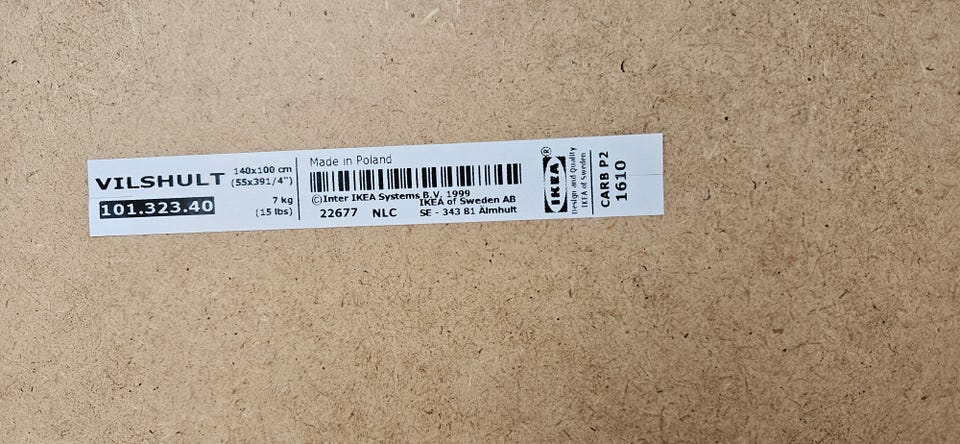 VILSHULT
101.323.40
140x100 cm
(55x391/4")
7 kg
(15 lbs)
Made in Poland
©Inter IKEA Systems B.V. 1999
22677 NLC
IKEA of Sweden AB
SE - 343 81 Älmhult
IKEA®
Design and Quality
IKEA of Sweden
CARB P2
1610